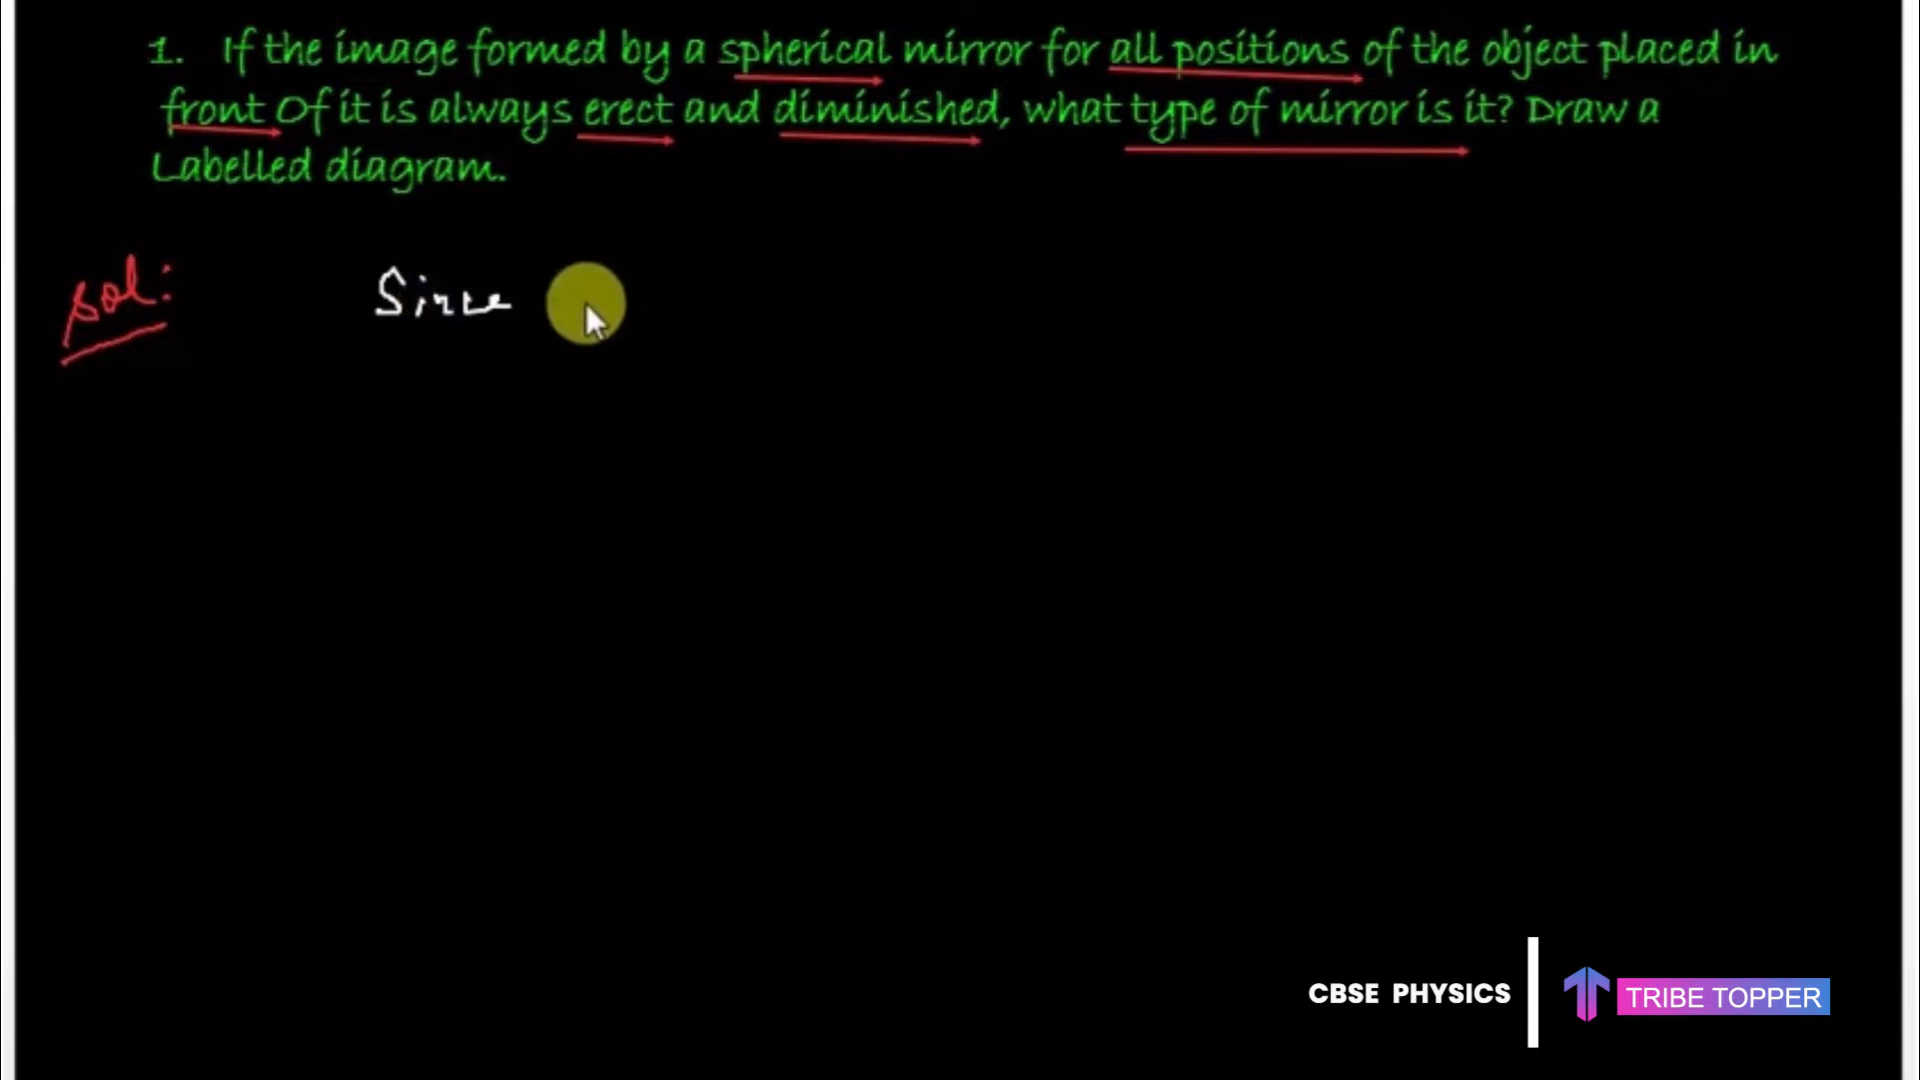 1. If the image formed by a spherical mirror for all positions of the object placed in
front Of it is always erect and diminished, what type of mirror is it? Draw a
Labelled diagram.
Sol:
Since
CBSE PHYSICS
TRIBE TOPPER